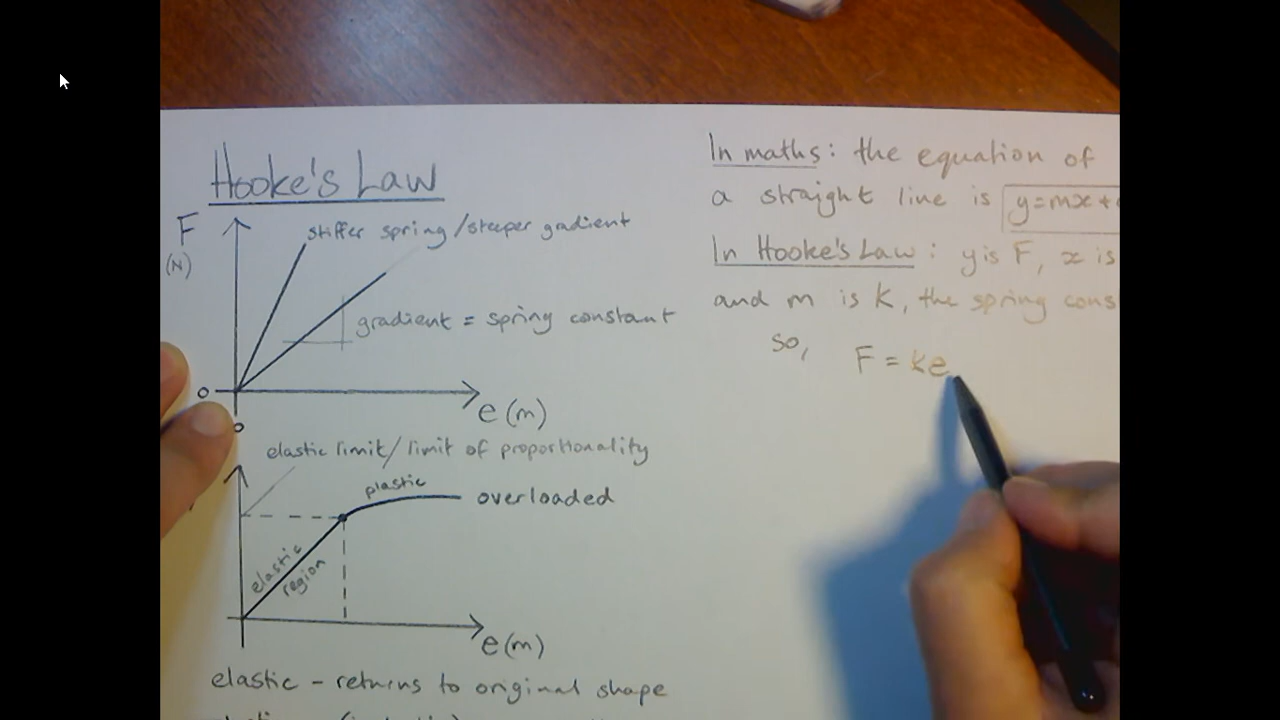 Hooke's Law
F
(N)
stiffer spring/steeper gradient
gradient = spring constant
0
0
e (m)
elastic limit/limit of proportionality
plastic
overloaded
elastic
region
e (m)
elastic – returns to original shape
In maths: the equation of
a straight line is y=mx+
In Hooke's Law: y is F, x is
and m is k, the spring cons
so, F = ke